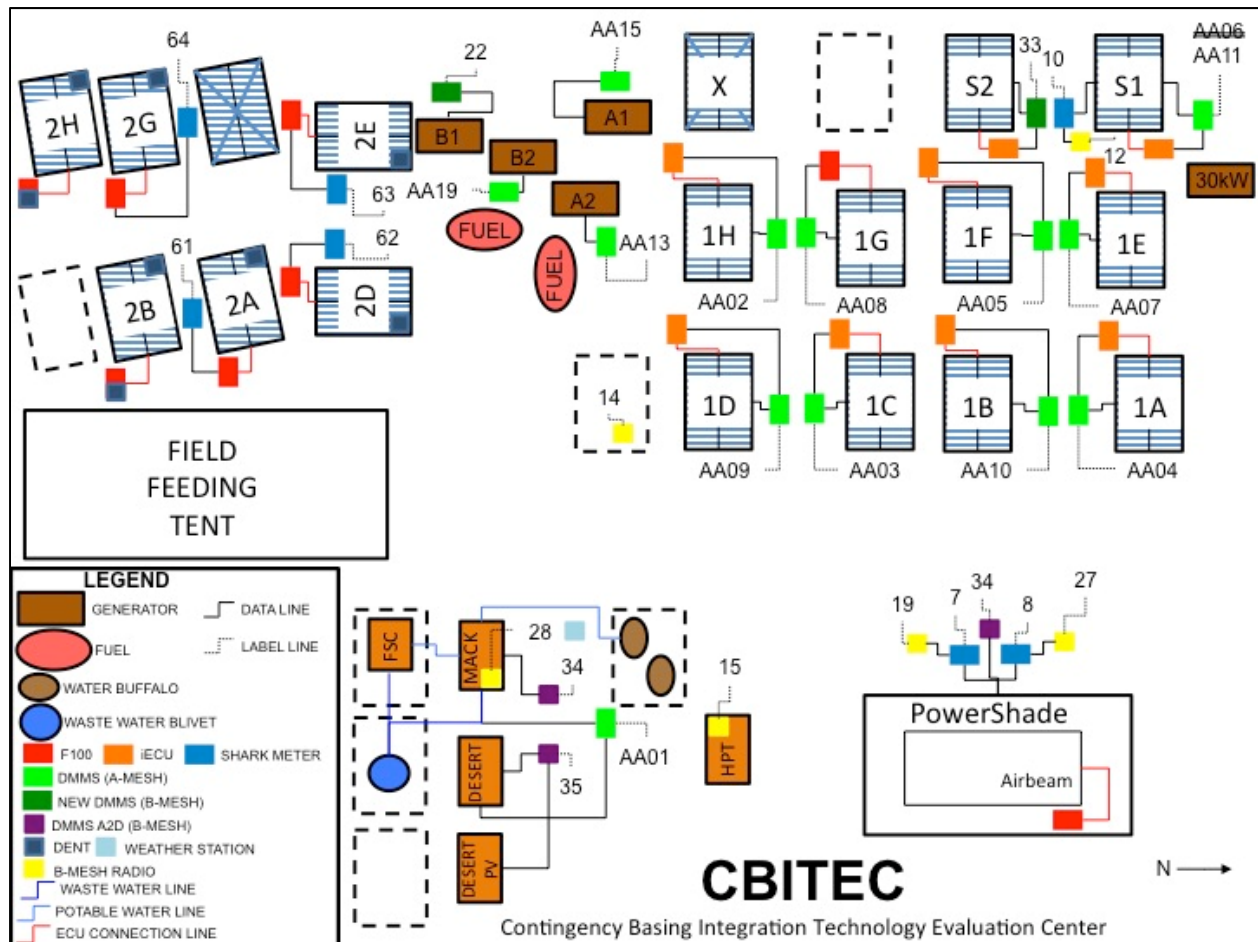 64
22
AA15
33
10
AA06
AA11
2H
2G
2E
B1
A1
X
S2
S1
B2
12
30kW
AA19
63
A2
FUEL
FUEL
AA13
1H
1G
1F
1E
61
62
2B
2A
2D
AA02
AA08
AA05
AA07
14
1D
1C
1B
1A
AA09
AA03
AA10
AA04
FIELD
FEEDING
TENT
LEGEND
GENERATOR
DATA LINE
FUEL
LABEL LINE
WATER BUFFALO
WASTE WATER BLIVET
F100
iECU
SHARK METER
DMMS (A-MESH)
NEW DMMS (B-MESH)
DMMS A2D (B-MESH)
DENT
WEATHER STATION
B-MESH RADIO
WASTE WATER LINE
POTABLE WATER LINE
ECU CONNECTION LINE
FSC
MACK
28
34
15
AA01
HPT
DESERT
35
DESERT
PV
19
7
34
8
27
PowerShade
Airbeam
CBITEC
N
Contingency Basing Integration Technology Evaluation Center